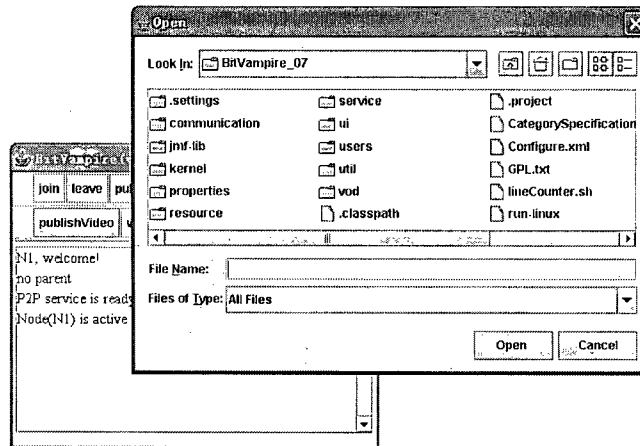 Open
Look In: BitVampire_07
.settings service .project
communication ui CategorySpecification
jmf-lib users Configure.xml
kernel util GPL.txt
properties vod lineCounter.sh
resource .classpath run-linux
File Name:
Files of Type: All Files
Open Cancel
join leave
publishVideo
N1, welcome!
no parent
P2P service is ready
Node(N1) is active